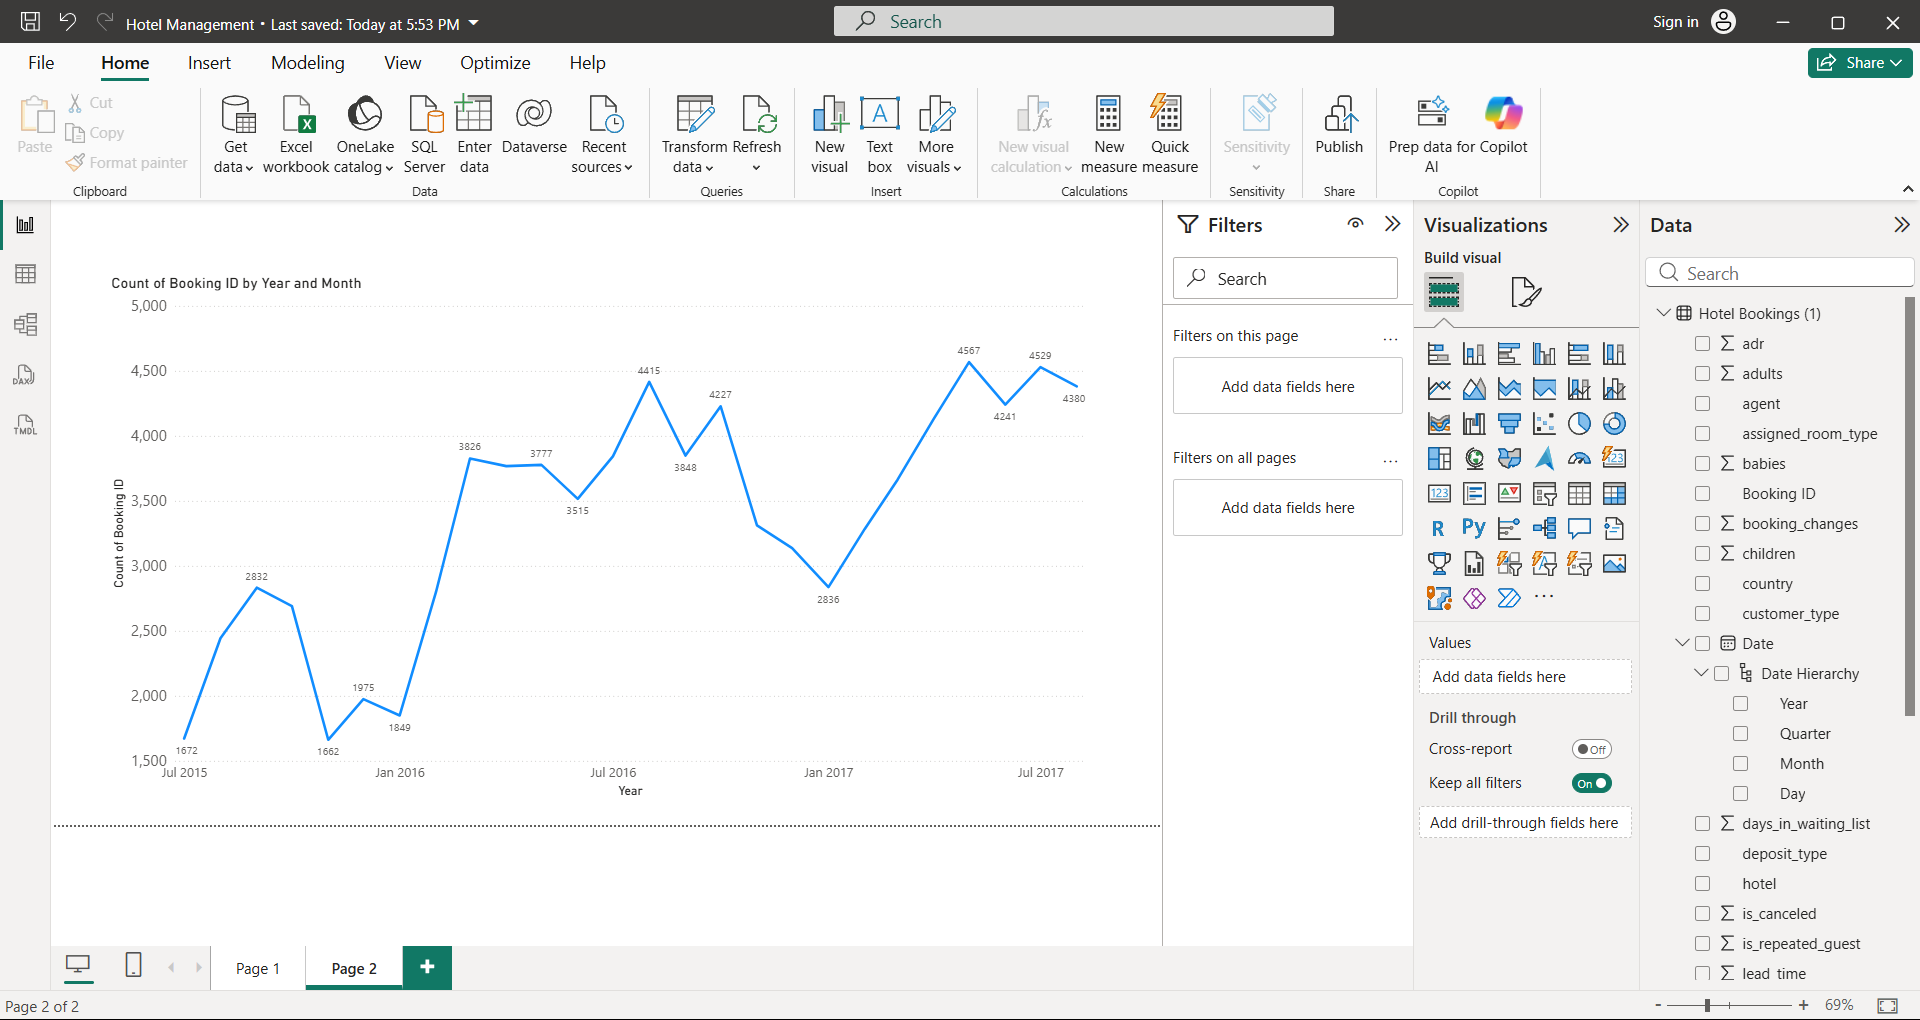 Hotel Management • Last saved: Today at 5:53 PM
Search
Sign in
File Home Insert Modeling View Optimize Help
Share
Paste
Cut
Copy
Format painter
Clipboard
Get data
Excel workbook
OneLake catalog
SQL Server
Enter data
Dataverse
Recent sources
Data
Transform data
Refresh
Queries
New visual
Text box
More visuals
Insert
New visual calculation
New measure
Quick measure
Calculations
Sensitivity
Sensitivity
Publish
Share
Prep data for AI
Copilot
Copilot
DAX
TMDL
Count of Booking ID by Year and Month
Count of Booking ID
5,000
4,500
4,000
3,500
3,000
2,500
2,000
1,500
1672
2832
1662
1975
1849
3826
3777
3515
4415
3848
4227
2836
4567
4241
4529
4380
Jul 2015 Jan 2016 Jul 2016 Jan 2017 Jul 2017
Year
Filters
Search
Filters on this page
...
Add data fields here
Filters on all pages
...
Add data fields here
Visualizations
Build visual
123
123
R
Py
...
Values
Add data fields here
Drill through
Cross-report
Off
Keep all filters
On
Add drill-through fields here
Data
Search
Hotel Bookings (1)
adr
adults
agent
assigned_room_type
babies
Booking ID
booking_changes
children
country
customer_type
Date
Date Hierarchy
Year
Quarter
Month
Day
days_in_waiting_list
deposit_type
hotel
is_canceled
is_repeated_guest
lead_time
Page 1
Page 2
+
Page 2 of 2
- + 69%